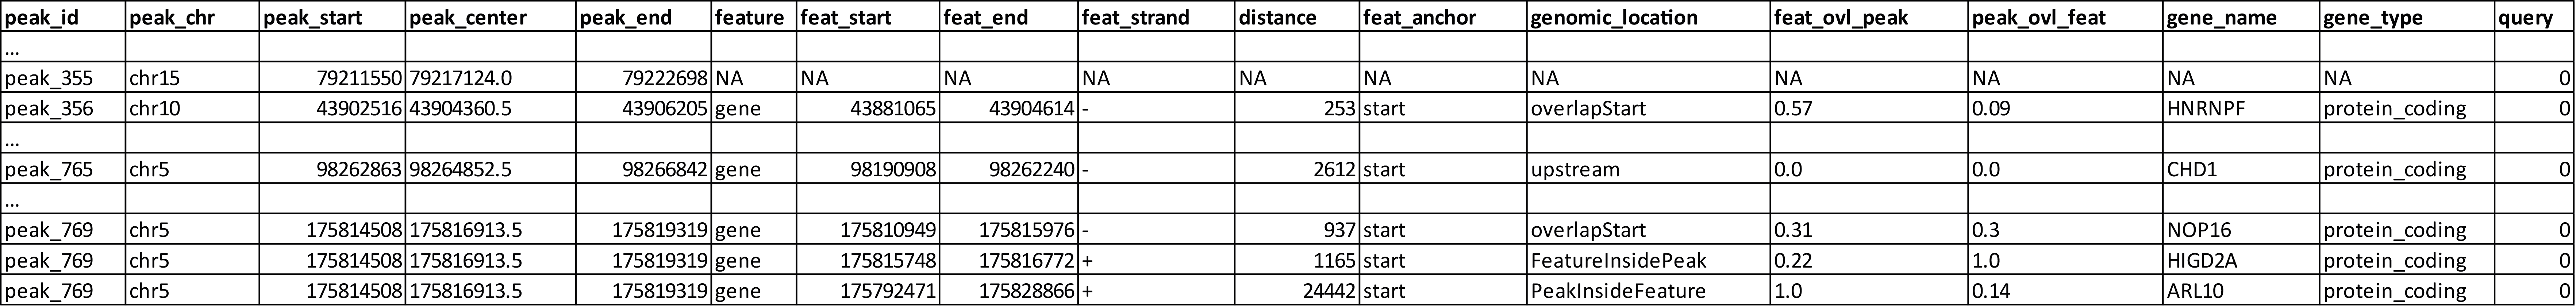 peak_id peak_chr peak_start peak_center peak_end feature feat_start feat_end feat_strand distance feat_anchor genomic_location feat_ovl_peak peak_ovl_feat gene_name gene_type query
...
peak_355 chr15 79211550 79217124.0 79222698 NA NA NA NA NA NA NA NA NA NA NA 0
peak_356 chr10 43902516 43904360.5 43906205 gene 43881065 43904614 - 253 start overlapStart 0.57 0.09 HNRNPF protein_coding 0
...
peak_765 chr5 98262863 98264852.5 98266842 gene 98190908 98262240 - 2612 start upstream 0.0 0.0 CHD1 protein_coding 0
...
peak_769 chr5 175814508 175816913.5 175819319 gene 175810949 175815976 - 937 start overlapStart 0.31 0.3 NOP16 protein_coding 0
peak_769 chr5 175814508 175816913.5 175819319 gene 175815748 175816772 + 1165 start FeatureInsidePeak 0.22 1.0 HIGD2A protein_coding 0
peak_769 chr5 175814508 175816913.5 175819319 gene 175792471 175828866 + 24442 start PeakInsideFeature 1.0 0.14 ARL10 protein_coding 0